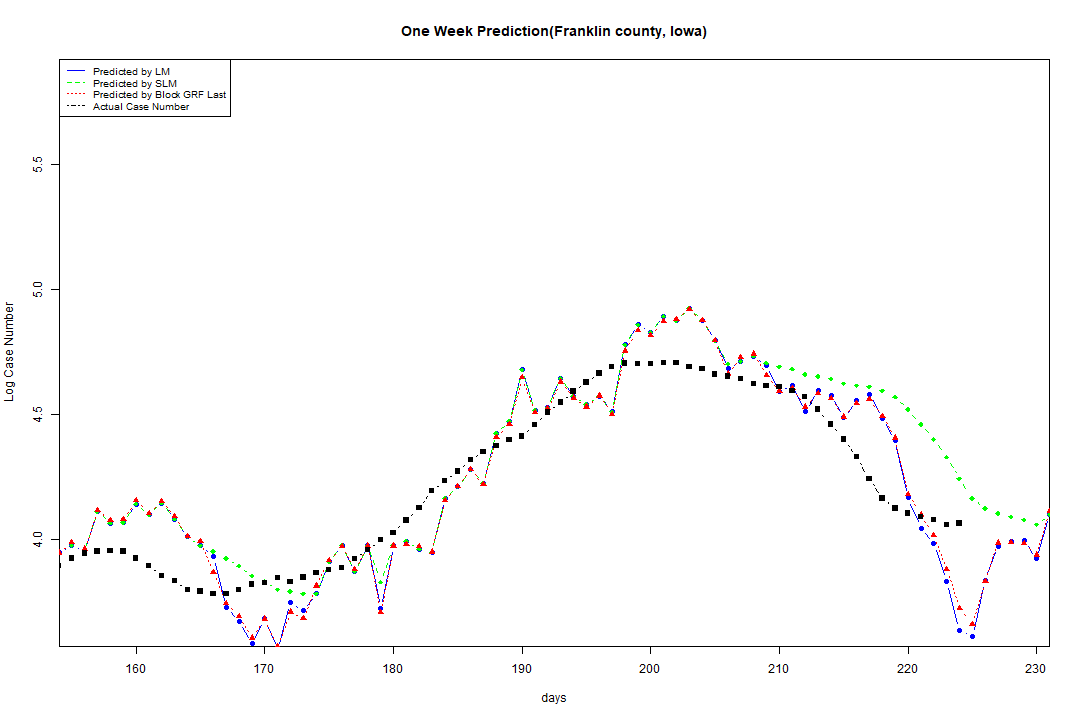 One Week Prediction(Franklin county, Iowa)
Predicted by LM
Predicted by SLM
Predicted by Block GRF Last
Actual Case Number
5.5
5.0
4.5
4.0
Log Case Number
160 170 180 190 200 210 220 230
days